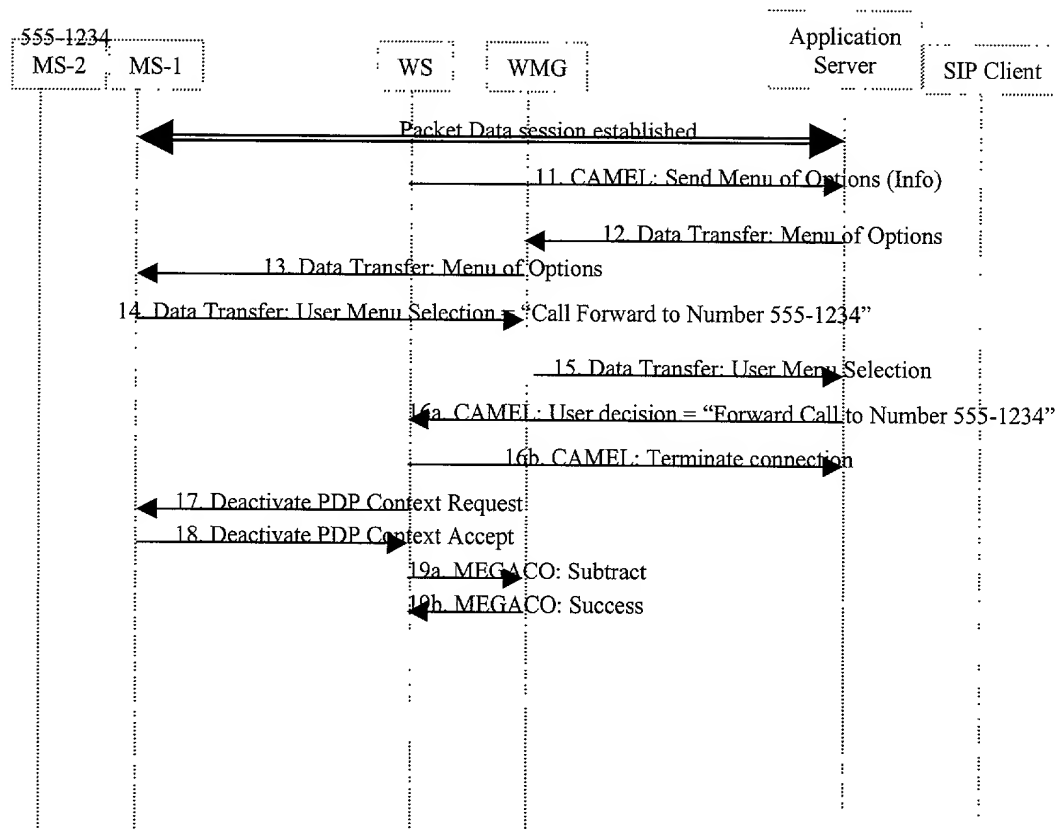 555-1234
MS-2
MS-1
WS
WMG
Application
Server
SIP Client
Packet Data session established
11. CAMEL: Send Menu of Options (Info)
12. Data Transfer: Menu of Options
13. Data Transfer: Menu of Options
14. Data Transfer: User Menu Selection = “Call Forward to Number 555-1234”
15. Data Transfer: User Menu Selection
16a. CAMEL: User decision = “Forward Call to Number 555-1234”
16b. CAMEL: Terminate connection
17. Deactivate PDP Context Request
18. Deactivate PDP Context Accept
19a. MEGACO: Subtract
19b. MEGACO: Success